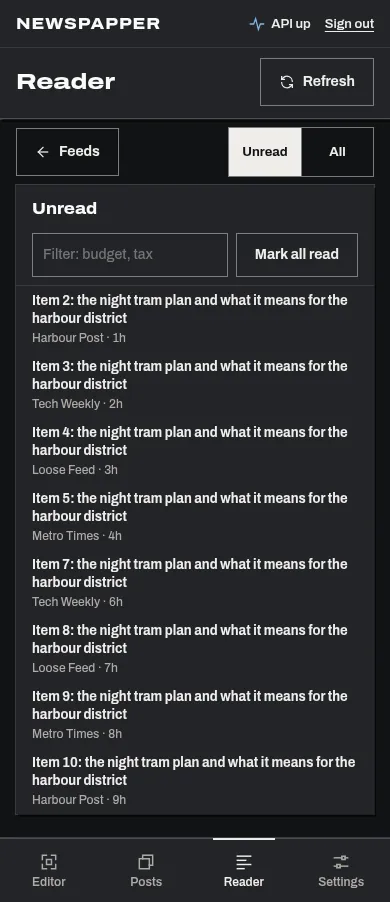 NEWSPAPPER
API up
Sign out
Reader
Refresh
Feeds
Unread
All
Unread
Filter: budget, tax
Mark all read
Item 2: the night tram plan and what it means for the
harbour district
Harbour Post · 1h
Item 3: the night tram plan and what it means for the
harbour district
Tech Weekly · 2h
Item 4: the night tram plan and what it means for the
harbour district
Loose Feed · 3h
Item 5: the night tram plan and what it means for the
harbour district
Metro Times · 4h
Item 7: the night tram plan and what it means for the
harbour district
Tech Weekly · 6h
Item 8: the night tram plan and what it means for the
harbour district
Loose Feed · 7h
Item 9: the night tram plan and what it means for the
harbour district
Metro Times · 8h
Item 10: the night tram plan and what it means for the
harbour district
Harbour Post · 9h
Editor
Posts
Reader
Settings